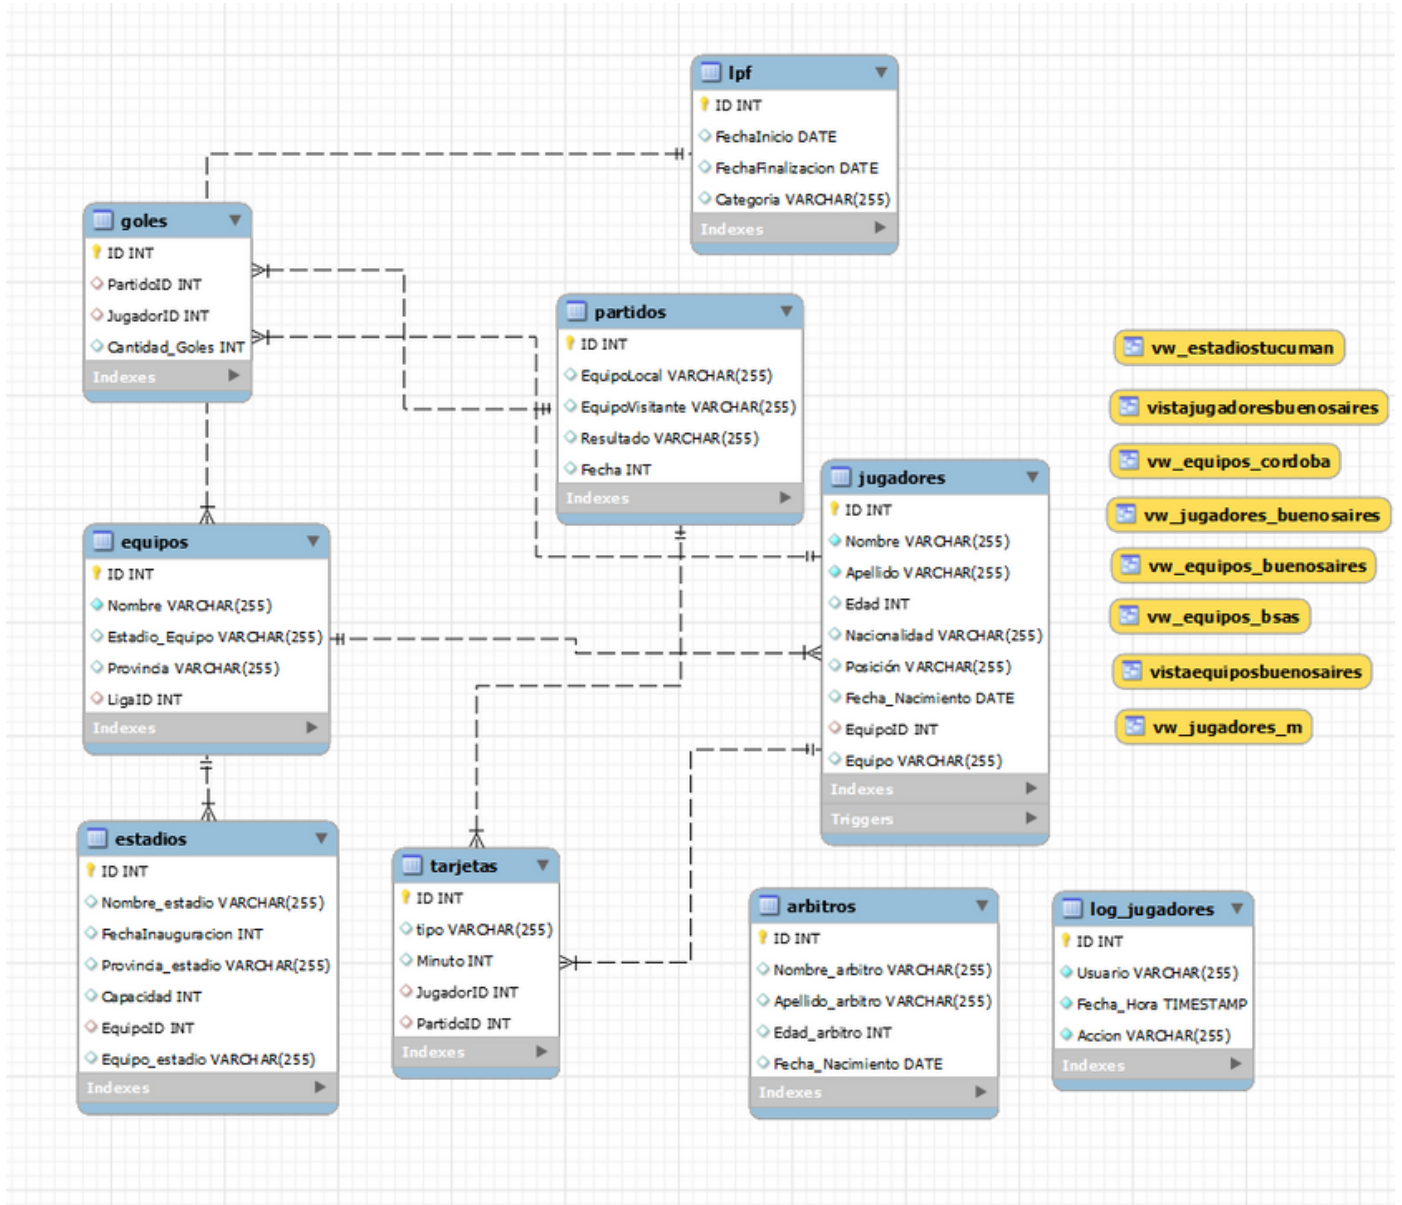 lpf
ID INT
FechaInicio DATE
FechaFinalizacion DATE
Categoria VARCHAR(255)
Indexes
goles
ID INT
PartidoID INT
JugadorID INT
Cantidad_Goles INT
Indexes
partidos
ID INT
EquipoLocal VARCHAR(255)
EquipoVisitante VARCHAR(255)
Resultado VARCHAR(255)
Fecha INT
Indexes
jugadores
ID INT
Nombre VARCHAR(255)
Apellido VARCHAR(255)
Edad INT
Nacionalidad VARCHAR(255)
Posición VARCHAR(255)
Fecha_Nacimiento DATE
EquipoID INT
Equipo VARCHAR(255)
Indexes
Triggers
vw_estadiostucuman
vistajugadoresbuenosaires
vw_equipos_cordoba
vw_jugadores_buenosaires
vw_equipos_buenosaires
vw_equipos_bsas
vistaequiposbuenosaires
vw_jugadores_m
equipos
ID INT
Nombre VARCHAR(255)
Estadio_Equipo VARCHAR(255)
Provincia VARCHAR(255)
LigaID INT
Indexes
estadios
ID INT
Nombre_estadio VARCHAR(255)
FechaInauguracion INT
Provincia_estadio VARCHAR(255)
Capacidad INT
EquipoID INT
Equipo_estadio VARCHAR(255)
Indexes
tarjetas
ID INT
tipo VARCHAR(255)
Minuto INT
JugadorID INT
PartidoID INT
Indexes
arbitros
ID INT
Nombre_arbitro VARCHAR(255)
Apellido_arbitro VARCHAR(255)
Edad_arbitro INT
Fecha_Nacimiento DATE
Indexes
log_jugadores
ID INT
Usuario VARCHAR(255)
Fecha_Hora TIMESTAMP
Accion VARCHAR(255)
Indexes